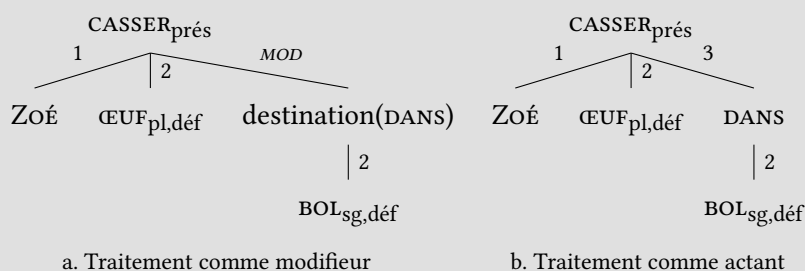 CASSERprés CASSERprés
1 2 MOD 1 2 3
ZOÉ ŒUFpl,déf destination(DANS) ZOÉ ŒUFpl,déf DANS
2 2
BOLsg,déf BOLsg,déf
a. Traitement comme modifieur b. Traitement comme actant